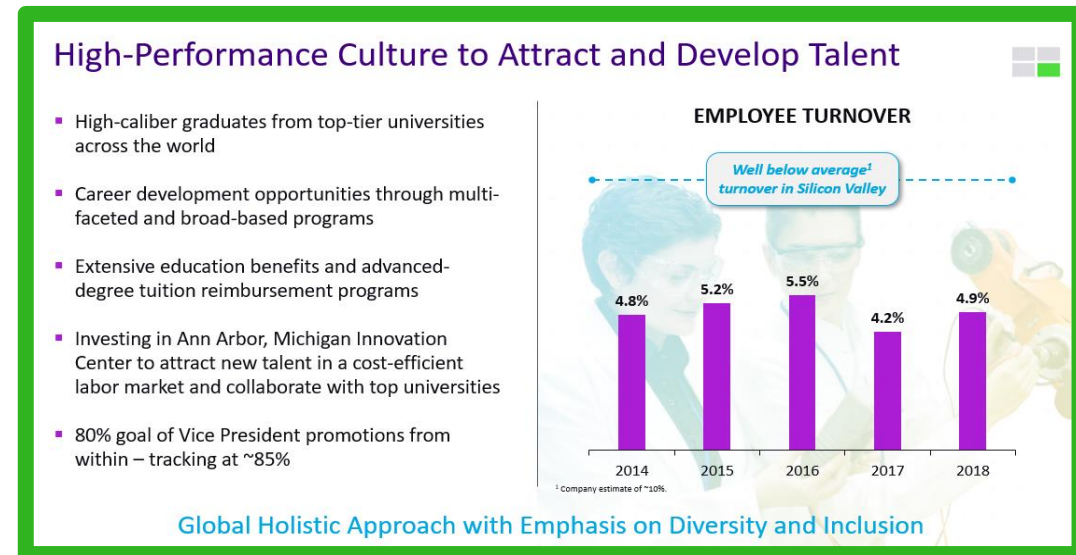 High-Performance Culture to Attract and Develop Talent
▪ High-caliber graduates from top-tier universities
across the world
▪ Career development opportunities through multi-
faceted and broad-based programs
▪ Extensive education benefits and advanced-
degree tuition reimbursement programs
▪ Investing in Ann Arbor, Michigan Innovation
Center to attract new talent in a cost-efficient
labor market and collaborate with top universities
▪ 80% goal of Vice President promotions from
within – tracking at ~85%
EMPLOYEE TURNOVER
Well below average¹
turnover in Silicon Valley
4.8% 5.2% 5.5% 4.2% 4.9%
2014 2015 2016 2017 2018
¹ Company estimate of ~10%.
Global Holistic Approach with Emphasis on Diversity and Inclusion